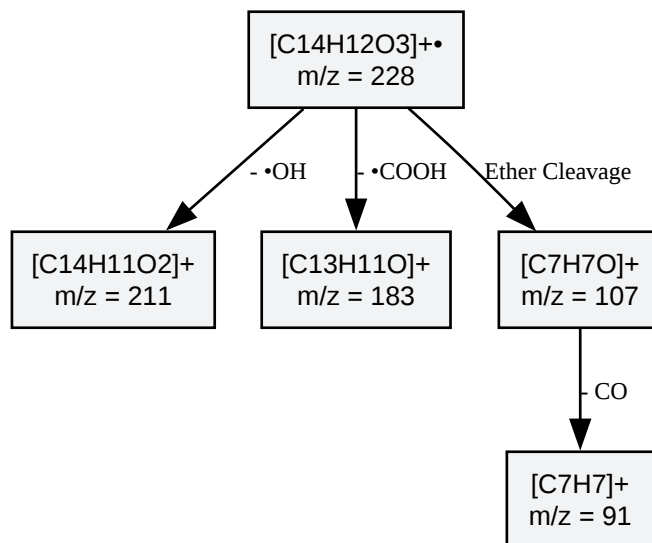 [C14H12O3]+•
m/z = 228
- •OH
- •COOH
Ether Cleavage
[C14H11O2]+
m/z = 211
[C13H11O]+
m/z = 183
[C7H7O]+
m/z = 107
- CO
[C7H7]+
m/z = 91